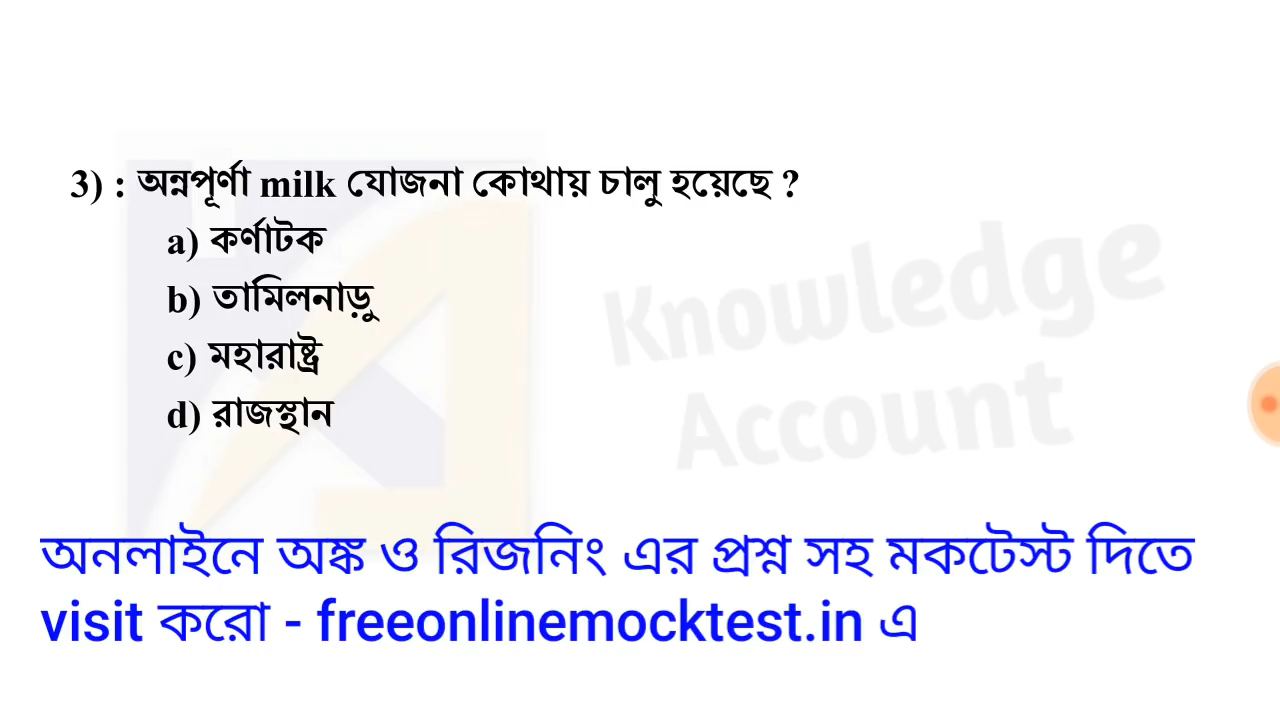 3) : অন্নপূর্ণা milk যোজনা কোথায় চালু হয়েছে ?
a) কর্ণাটক
b) তামিলনাড়ু
c) মহারাষ্ট্র
d) রাজস্থান
Knowledge
Account
অনলাইনে অঙ্ক ও রিজনিং এর প্রশ্ন সহ মকটেস্ট দিতে
visit করো - freeonlinemocktest.in এ